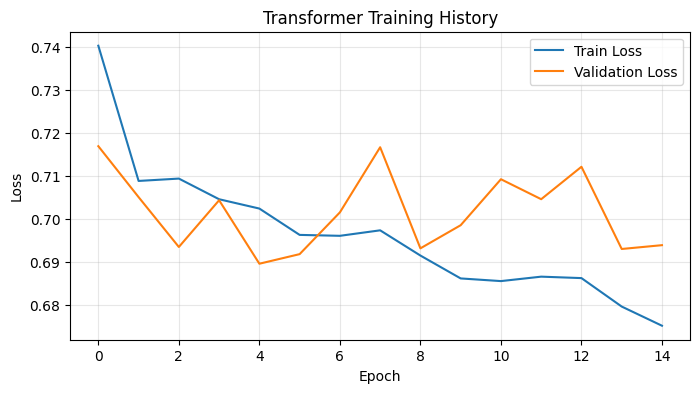 Transformer Training History
Train Loss
Validation Loss
0.74
0.73
0.72
0.71
0.70
0.69
0.68
Loss
0 2 4 6 8 10 12 14
Epoch